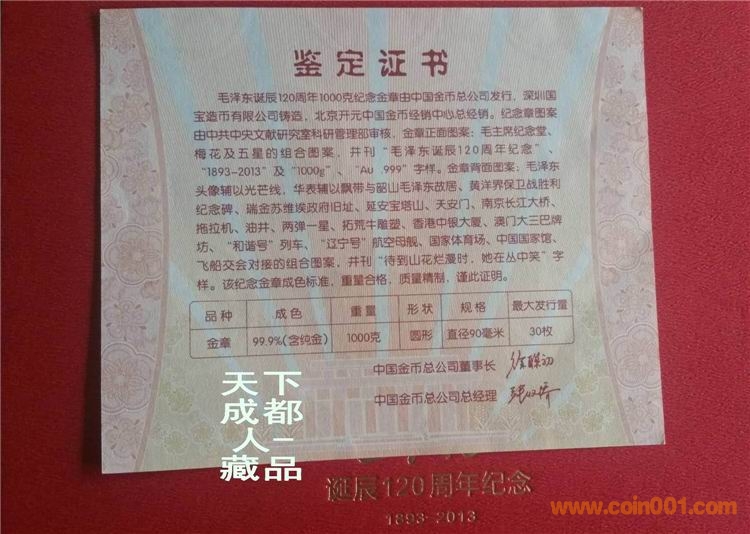 鉴定证书
毛泽东诞辰120周年1000克纪念金章由中国金币总公司发行，深圳国
宝造币有限公司铸造，北京开元中国金币经销中心总经销。纪念章图案
由中共中央文献研究室科研管理部审核，金章正面图案：毛主席纪念堂、
梅花及五星的组合图案，并刊“毛泽东诞辰120周年纪念”、
“1893-2013”及“1000g”、“Au .999”字样。金章背面图案：毛泽东
头像辅以光芒线，华表辅以飘带与韶山毛泽东故居、黄洋界保卫战胜利
纪念碑、瑞金苏维埃政府旧址、延安宝塔山、天安门、南京长江大桥、
拖拉机、油井、两弹一星、拓荒牛雕塑、香港中银大厦、澳门大三巴牌
坊、“和谐号”列车、“辽宁号”航空母舰、国家体育场、中国国家馆、
飞船交会对接的组合图案，并刊“待到山花烂漫时，她在丛中笑”字
样。该纪念金章成色标准，重量合格，质量精制，谨此证明。
品种 成色 重量 形状 规格 最大发行量
金章 99.9%(含纯金) 1000克 圆形 直径90毫米 30枚
中国金币总公司董事长
中国金币总公司总经理
天下
成都
人一
藏品
诞辰120周年纪念
1893-2013
www.coin001.com